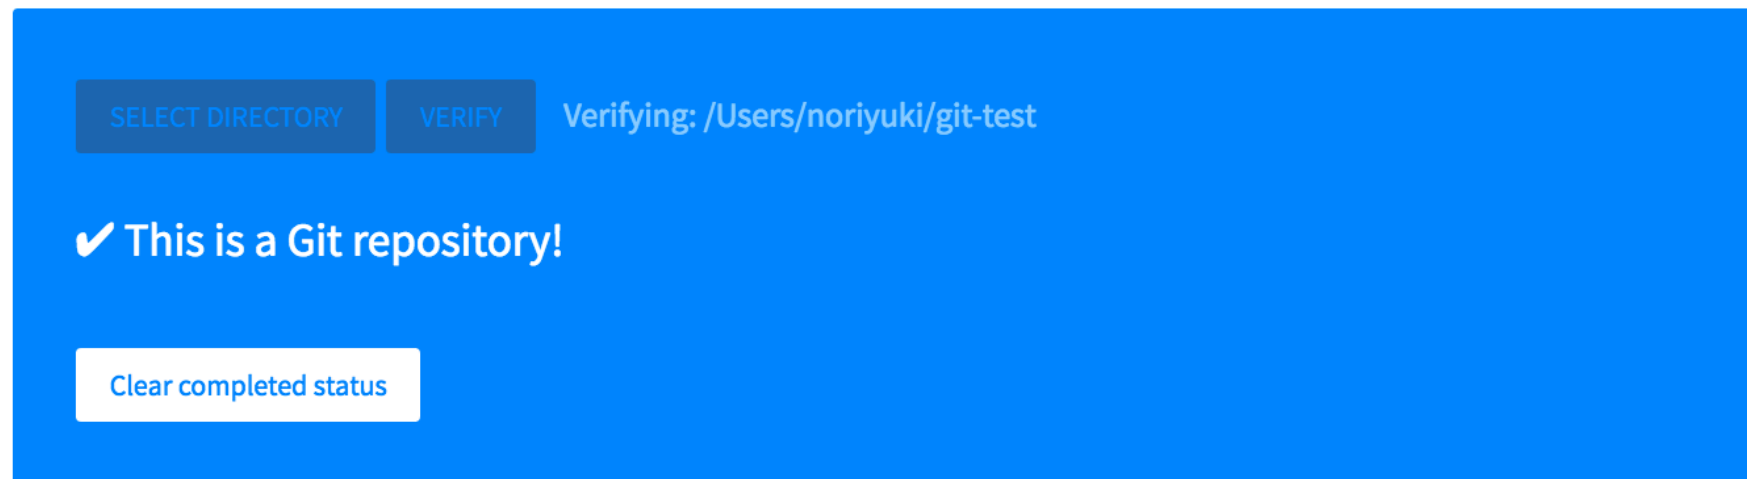 SELECT DIRECTORY VERIFY Verifying: /Users/noriyuki/git-test
✔ This is a Git repository!
Clear completed status